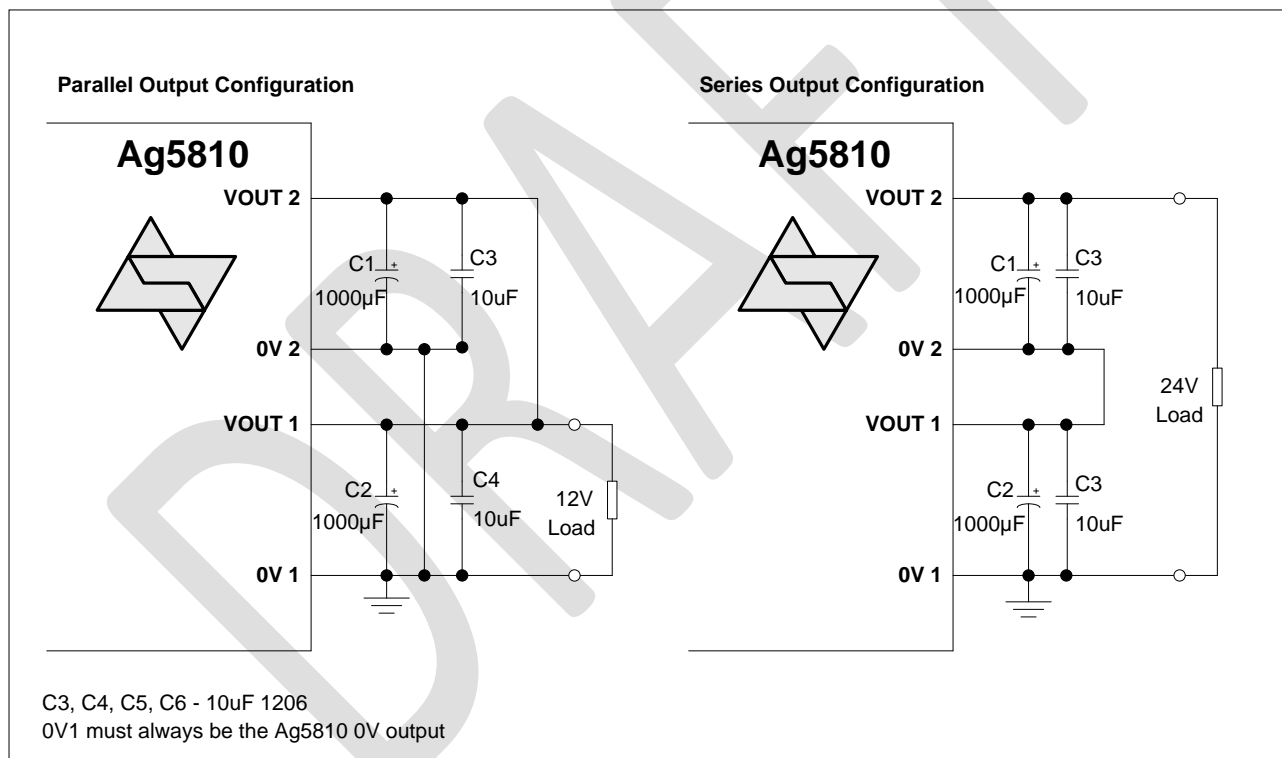 Parallel Output Configuration
Series Output Configuration
Ag5810
VOUT 2
C1
+
1000µF
C3
10uF
0V 2
VOUT 1
C2
+
1000µF
C4
10uF
12V
Load
0V 1
Ag5810
VOUT 2
C1
+
1000µF
C3
10uF
0V 2
24V
Load
VOUT 1
C2
+
1000µF
C3
10uF
0V 1
C3, C4, C5, C6 - 10uF 1206
0V1 must always be the Ag5810 0V output
DRAF